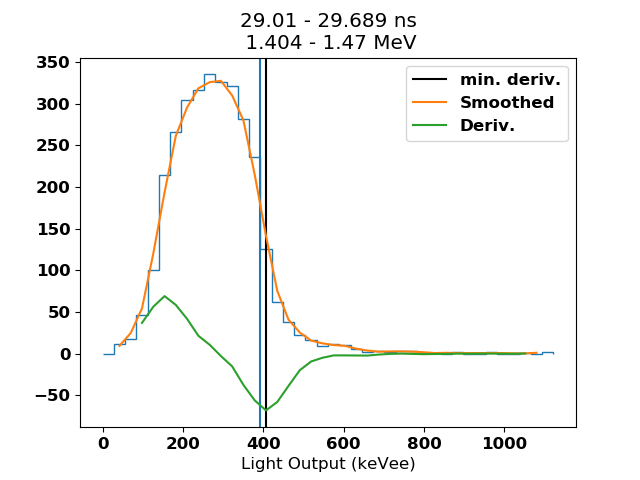 29.01 - 29.689 ns
1.404 - 1.47 MeV
350
300
250
200
150
100
50
0
−50
min. deriv.
Smoothed
Deriv.
0 200 400 600 800 1000
Light Output (keVee)